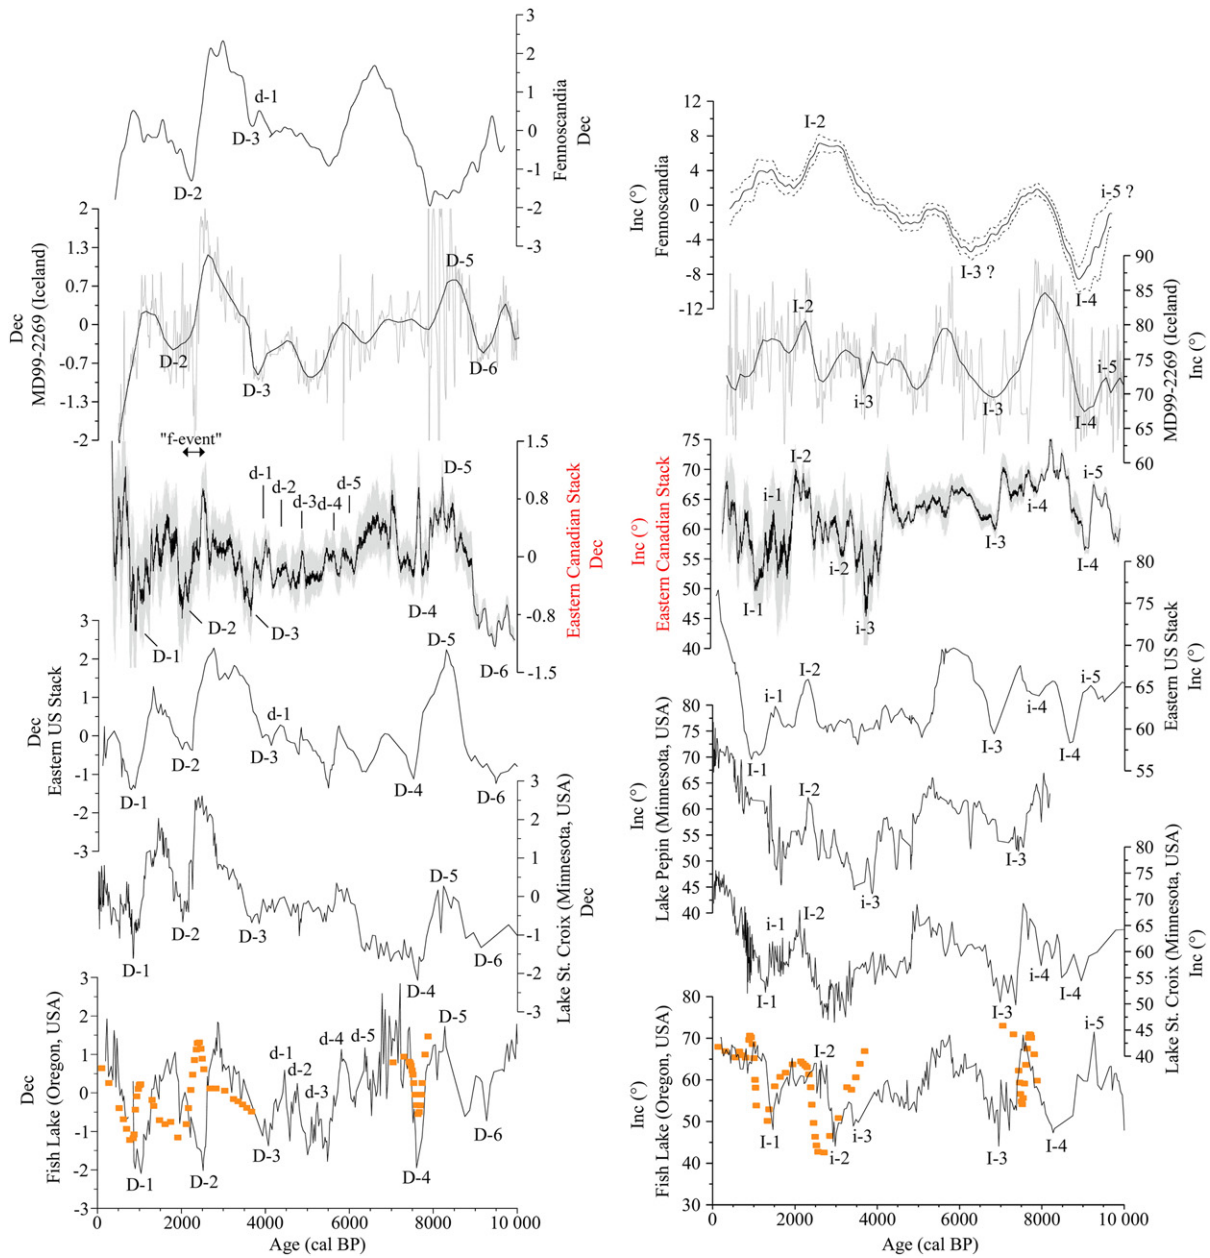 3
2
1
0
-1
-2
-3
Fennoscandia
Dec
d-1
D-3
D-2
2
1.3
0.7
0
-0.7
-1.3
-2
Dec
MD99-2269 (Iceland)
D-5
D-2
D-3
D-6
"f-event"
1.5
0.8
0
-0.8
-1.5
Eastern Canadian Stack
Dec
d-1
d-2
d-3
d-4
d-5
D-5
D-4
D-2
D-3
D-1
D-6
3
2
1
0
-1
-2
-3
Dec
Eastern US Stack
D-5
d-1
D-2
D-3
D-4
D-1
D-6
3
2
1
0
-1
-2
-3
Lake St. Croix (Minnesota, USA)
Dec
D-5
D-2
D-3
D-1
D-6
D-4
3
2
1
0
-1
-2
-3
Dec
Fish Lake (Oregon, USA)
d-1
d-2
d-3
d-4
d-5
D-5
D-6
D-3
D-4
D-1
D-2
0
2000
4000
6000
8000
10 000
Age (cal BP)
12
8
4
0
-4
-8
-12
Inc (°)
Fennoscandia
I-2
i-5 ?
I-3 ?
I-4
90
85
80
75
70
65
60
MD99-2269 (Iceland)
Inc (°)
I-2
i-3
I-3
i-5
I-4
75
70
65
60
55
50
45
40
Inc (°)
Eastern Canadian Stack
I-2
i-1
i-5
i-4
I-3
i-2
I-4
I-1
i-3
80
75
70
65
60
55
Eastern US Stack
Inc (°)
I-2
i-1
i-5
i-4
I-3
I-4
I-1
80
75
70
65
60
55
50
45
40
Inc (°)
Lake Pepin (Minnesota, USA)
I-2
I-3
i-3
80
75
70
65
60
55
50
45
40
Lake St. Croix (Minnesota, USA)
Inc (°)
i-1
I-2
i-4
I-4
I-1
I-3
80
70
60
50
40
30
Inc (°)
Fish Lake (Oregon, USA)
i-5
I-2
I-1
i-3
i-2
I-3
I-4
0
2000
4000
6000
8000
10 000
Age (cal BP)